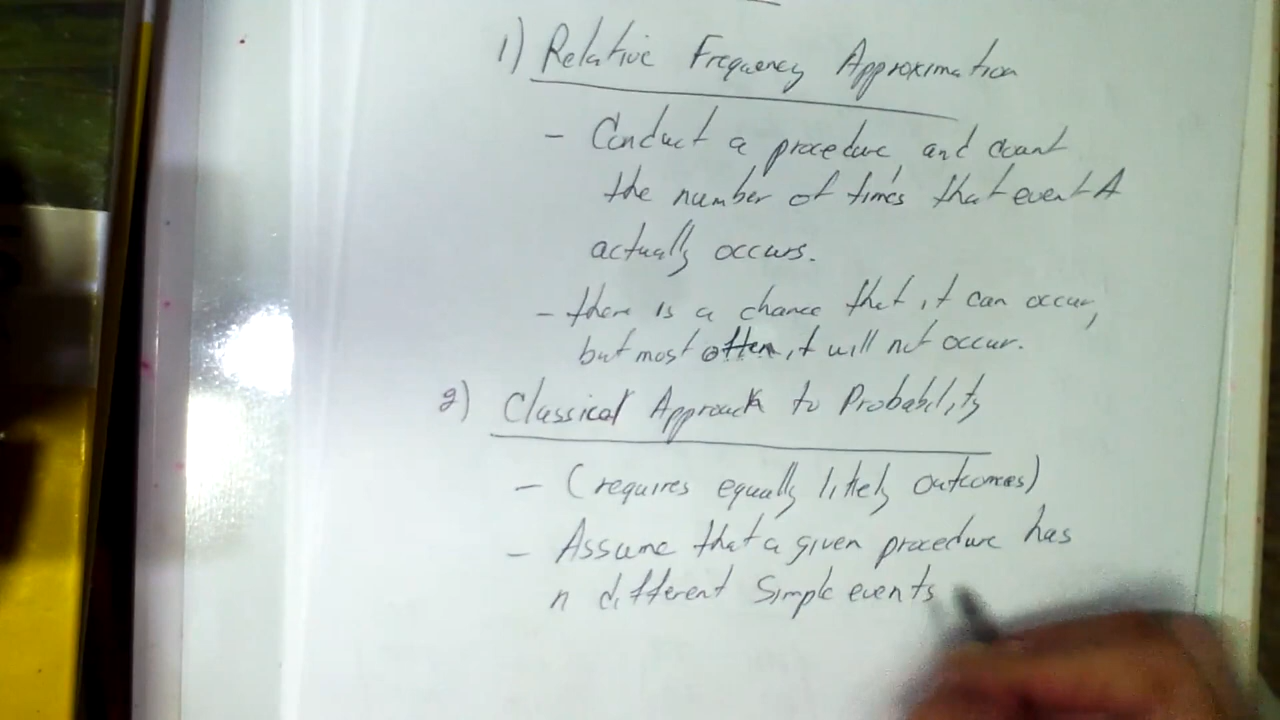 1) Relative Frequency Approximation
- Conduct a procedure, and count
the number of times that event A
actually occurs.
- there is a chance that it can occur,
but most often it will not occur.
2) Classical Approach to Probability
- (requires equally likely outcomes)
- Assume that a given procedure has
n different simple events